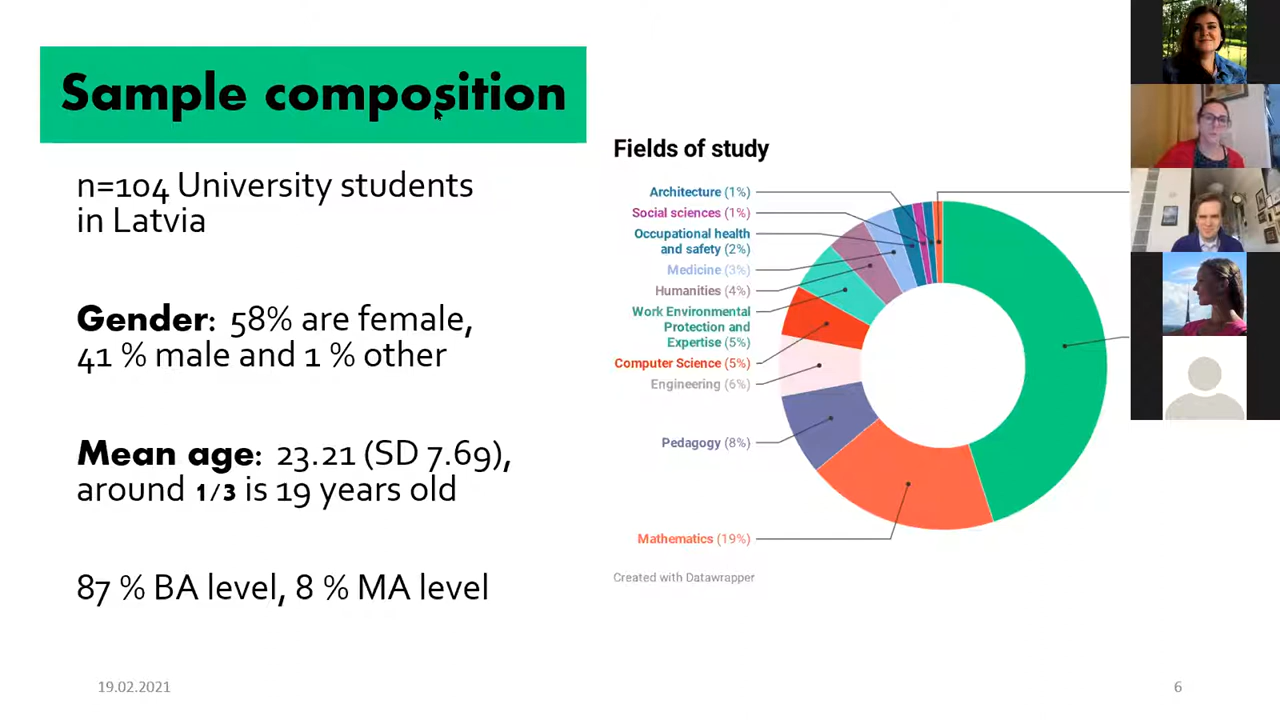 Sample composition
n=104 University students
in Latvia
Gender: 58% are female,
41 % male and 1 % other
Mean age: 23.21 (SD 7.69),
around 1/3 is 19 years old
87 % BA level, 8 % MA level
Fields of study
Architecture (1%)
Social sciences (1%)
Occupational health
and safety (2%)
Medicine (3%)
Humanities (4%)
Work Environmental
Protection and
Expertise (5%)
Computer Science (5%)
Engineering (6%)
Pedagogy (8%)
Mathematics (19%)
Created with Datawrapper
19.02.2021
6